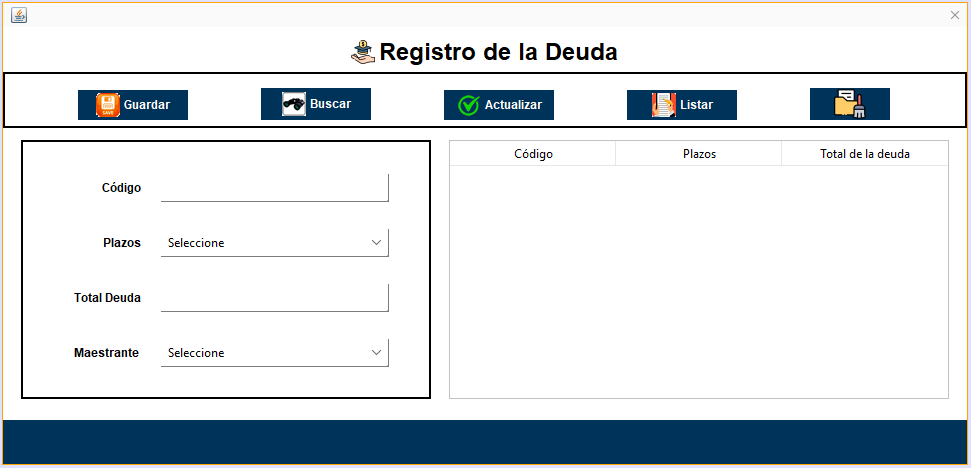 Registro de la Deuda
SAVE Guardar Buscar Actualizar Listar
Código Plazos Total de la deuda
Código
Plazos Seleccione
Total Deuda
Maestrante Seleccione